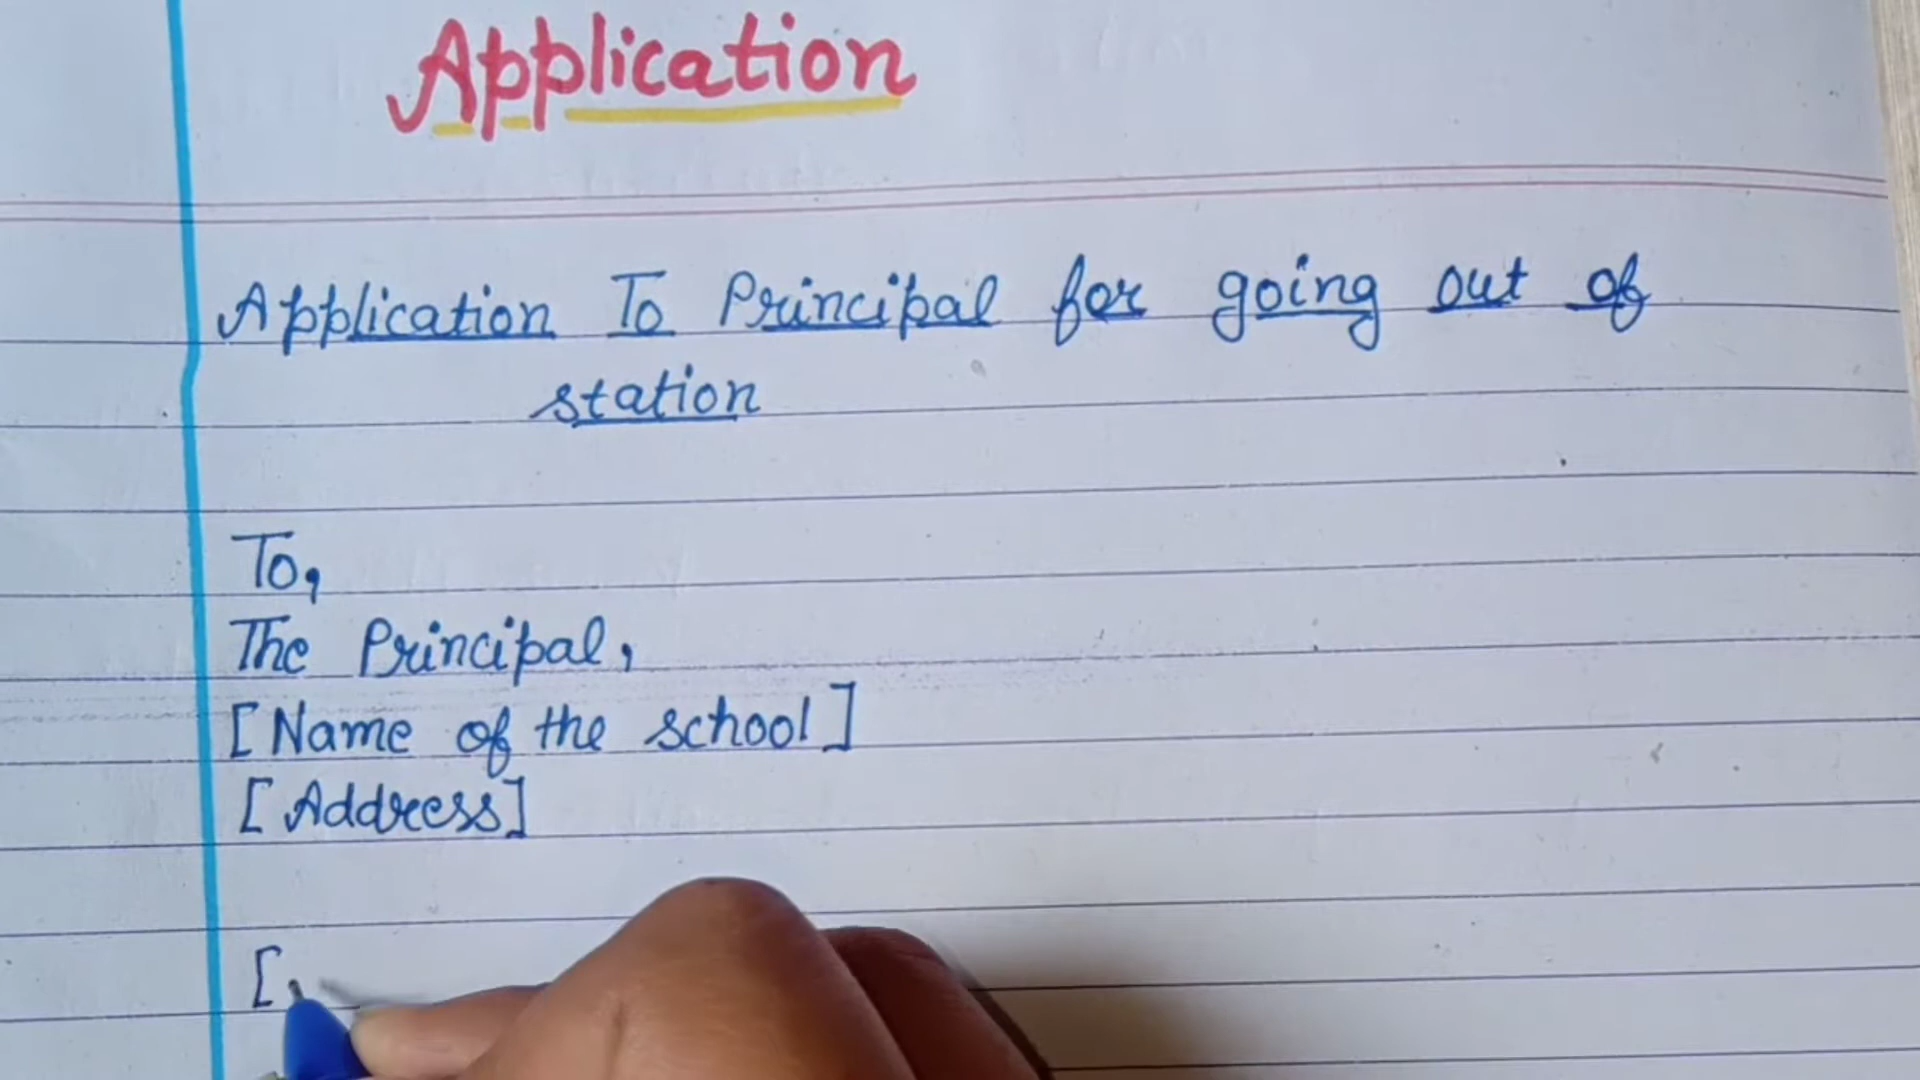 Application
Application To Principal for going out of
station
To,
The Principal,
[Name of the school]
[Address]
[